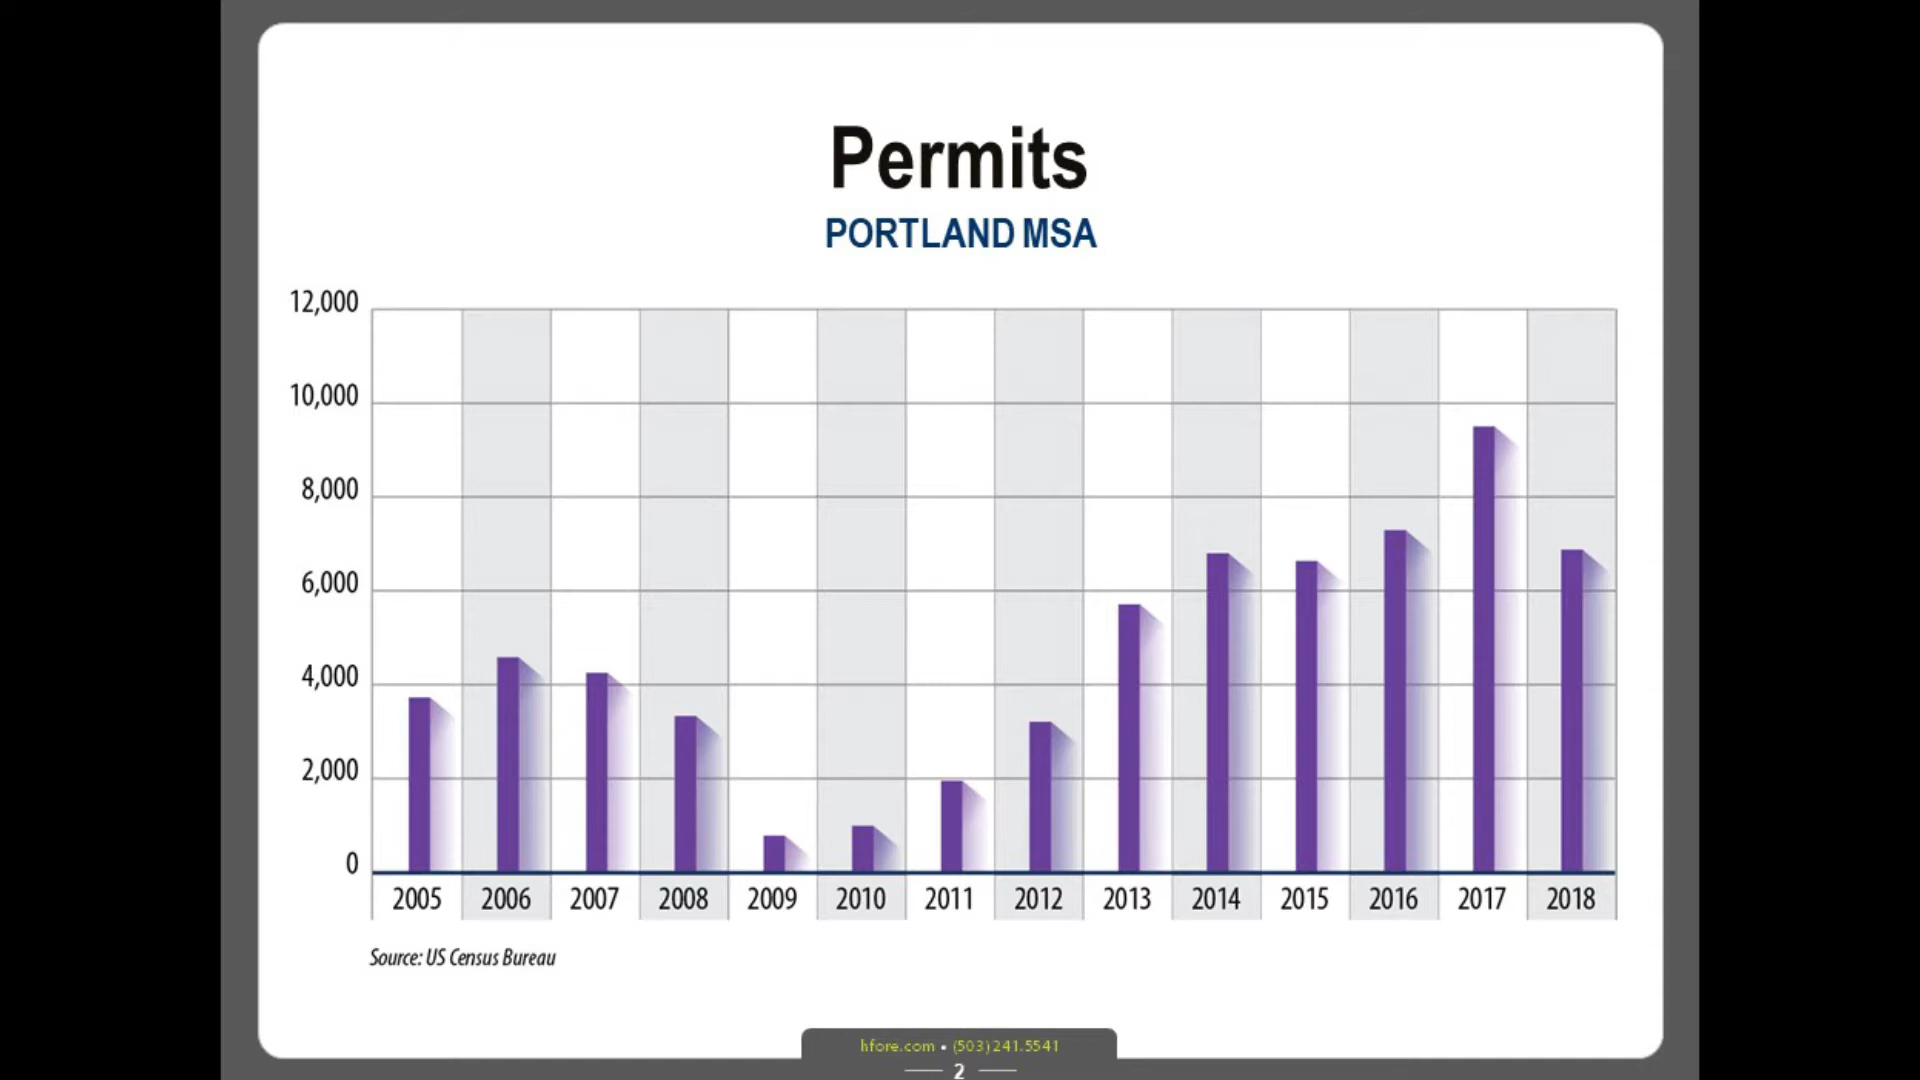 Permits
PORTLAND MSA
12,000
10,000
8,000
6,000
4,000
2,000
0
2005 2006 2007 2008 2009 2010 2011 2012 2013 2014 2015 2016 2017 2018
Source: US Census Bureau
hfore.com • (503)241.5541
2